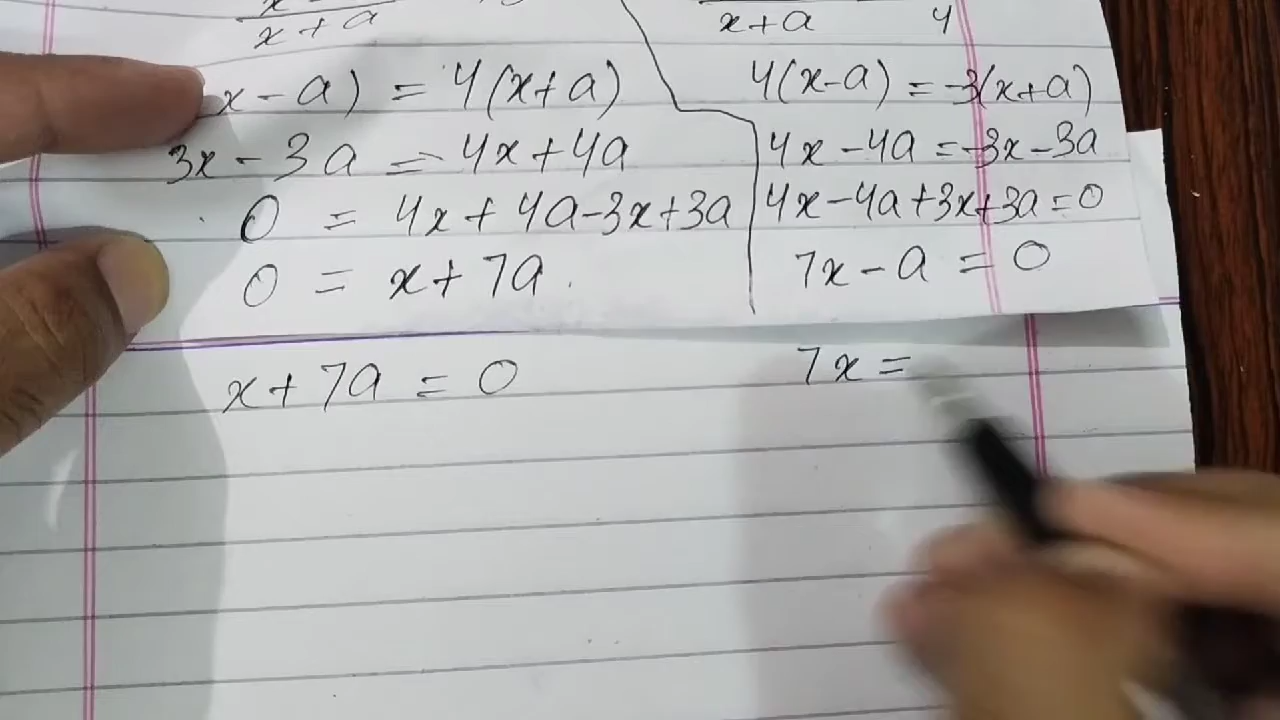 x + a
x - a) = 4(x+a)
3x - 3a = 4x + 4a
0 = 4x + 4a - 3x + 3a
0 = x + 7a
x + a 4
4(x-a) = -3(x+a)
4x - 4a = -3x - 3a
4x - 4a + 3x + 3a = 0
7x - a = 0
x + 7a = 0
7x =